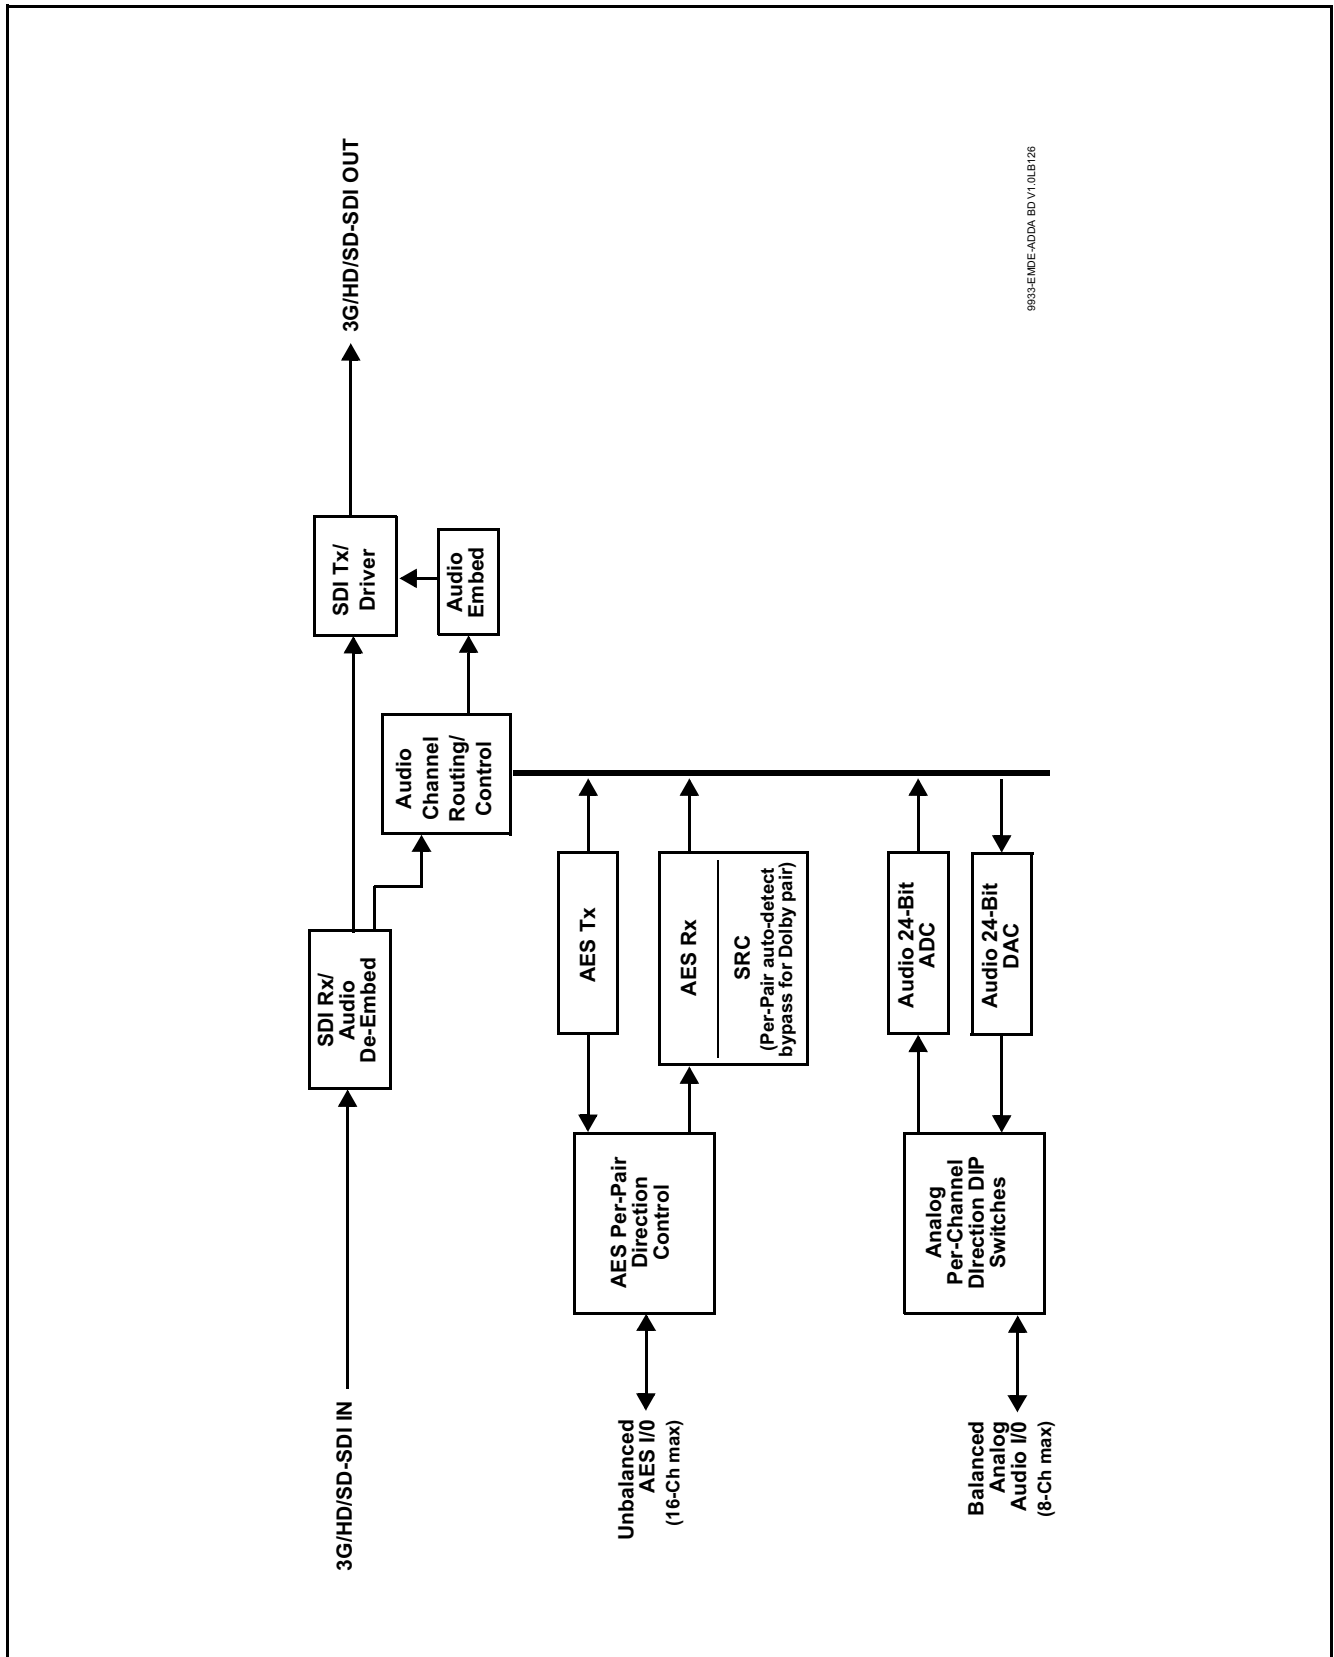 3G/HD/SD-SDI IN
SDI Rx/
Audio
De-Embed
SDI Tx/
Driver
3G/HD/SD-SDI OUT
Audio
Channel
Routing/
Control
Audio
Embed
Unbalanced
AES I/0
(16-Ch max)
AES Per-Pair
Direction
Control
AES Tx
AES Rx
SRC
(Per-Pair auto-detect
bypass for Dolby pair)
Balanced
Analog
Audio I/0
(8-Ch max)
Analog
Per-Channel
DIrection DIP
Switches
Audio 24-Bit
ADC
Audio 24-Bit
DAC
9933-EMDE-ADDA BD V1.0LB126